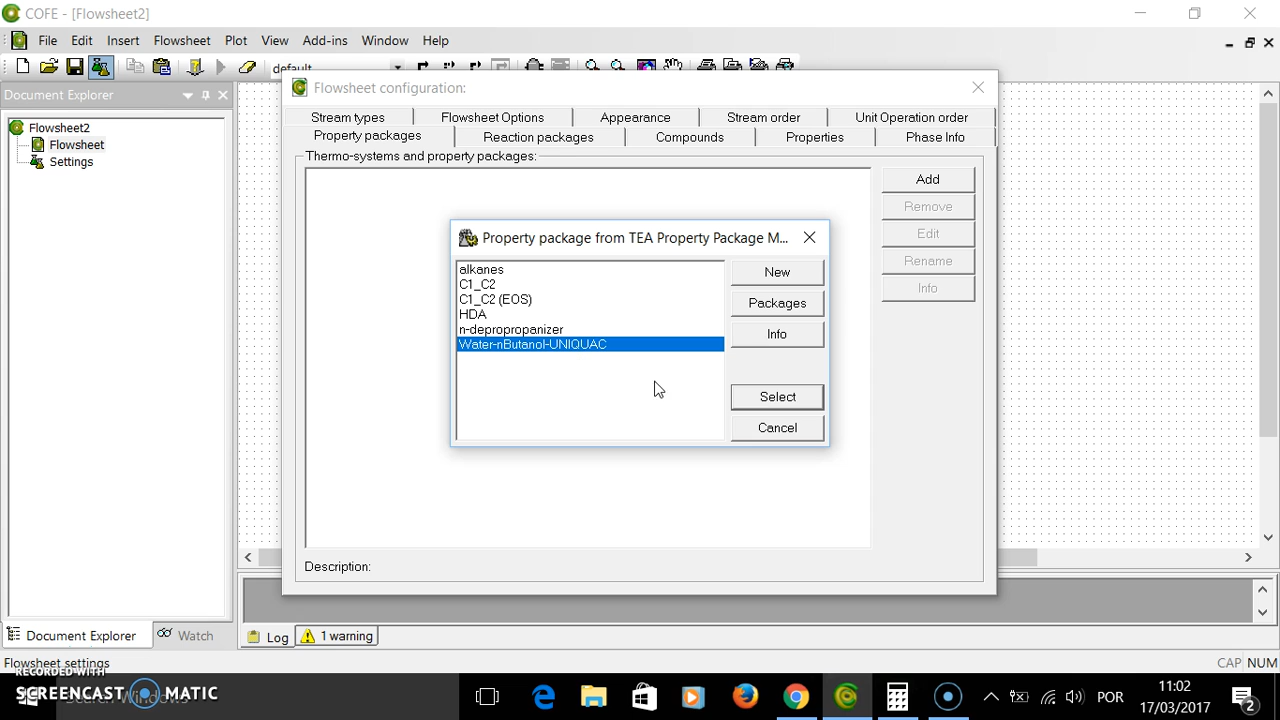 COFE - [Flowsheet2]
File Edit Insert Flowsheet Plot View Add-ins Window Help
default
Document Explorer
Flowsheet2
Flowsheet
Settings
Flowsheet configuration:
Stream types Flowsheet Options Appearance Stream order Unit Operation order
Property packages Reaction packages Compounds Properties Phase Info
Thermo-systems and property packages:
Add
Remove
Edit
Rename
Info
Property package from TEA Property Package M...
alkanes
C1_C2
C1_C2 (EOS)
HDA
n-depropropanizer
Water-nButanol-UNIQUAC
New
Packages
Info
Select
Cancel
Description:
Document Explorer Watch
Log 1 warning
Flowsheet settings
CAP NUM
RECORDED WITH
SCREENCAST MATIC
Search Windows
POR
11:02
17/03/2017
2